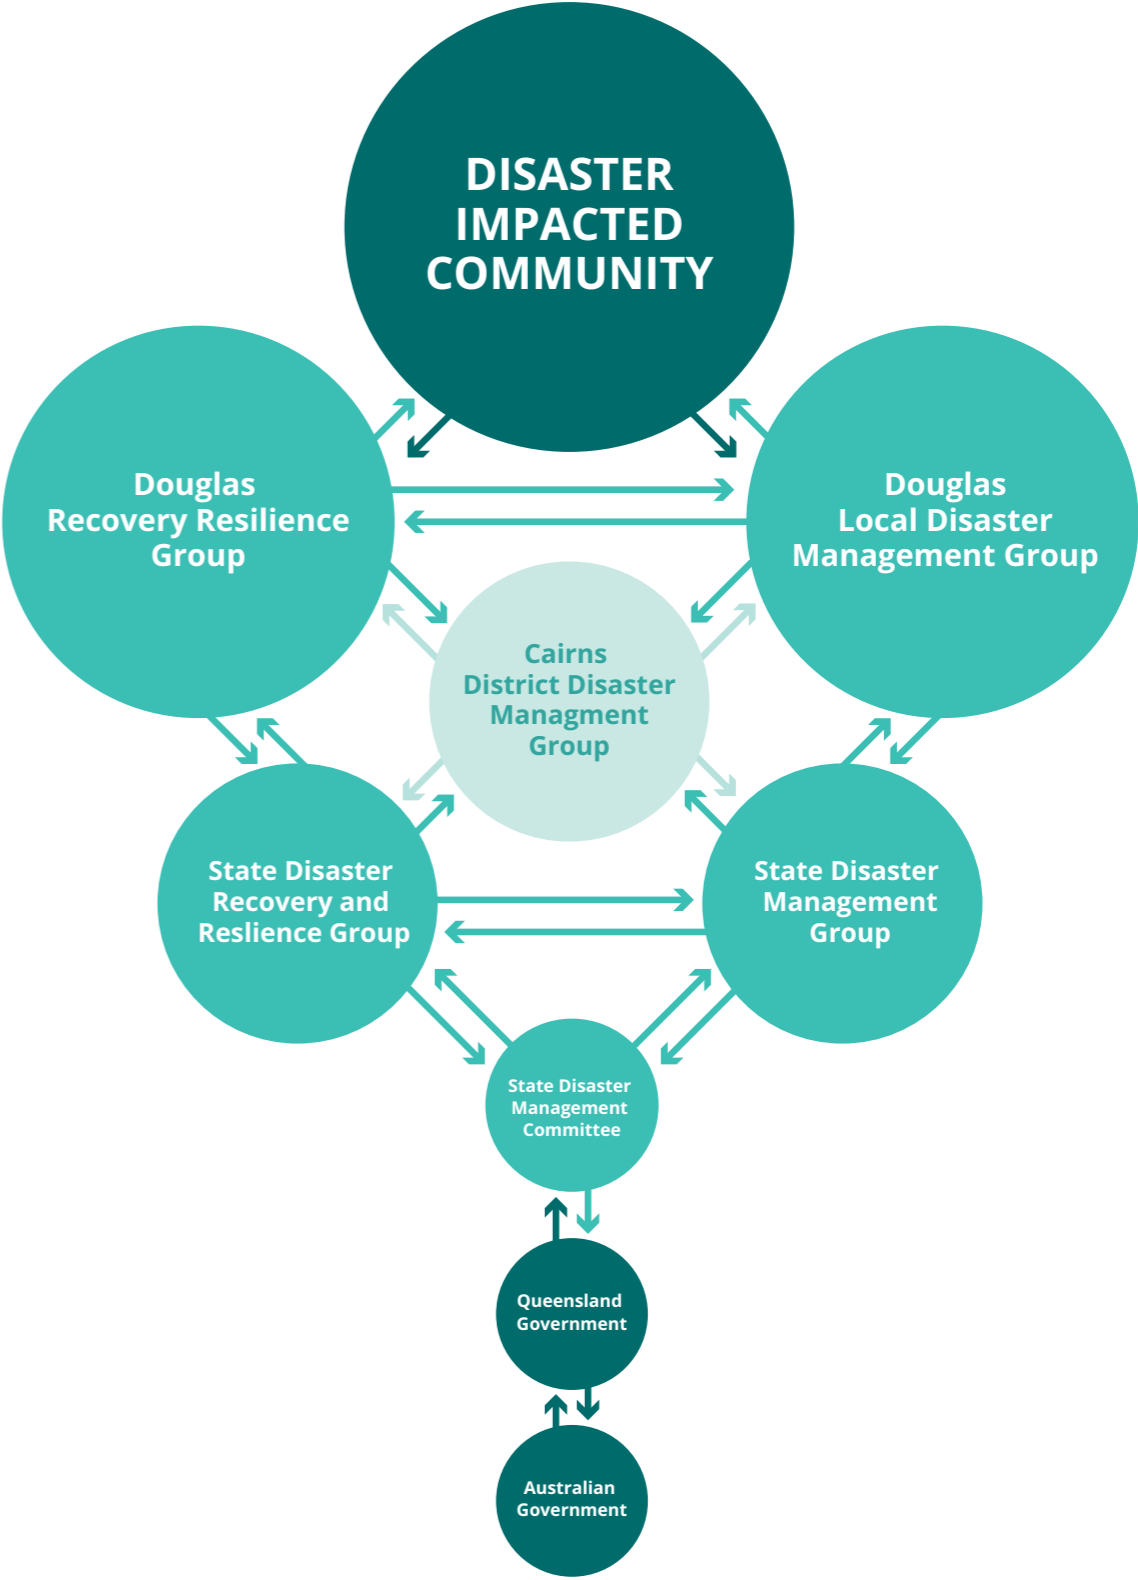 DISASTER
IMPACTED
COMMUNITY
Douglas
Recovery Resilience
Group
Douglas
Local Disaster
Management Group
Cairns
District Disaster
Managment
Group
State Disaster
Recovery and
Reslience Group
State Disaster
Management
Group
State Disaster
Management
Committee
Queensland
Government
Australian
Government